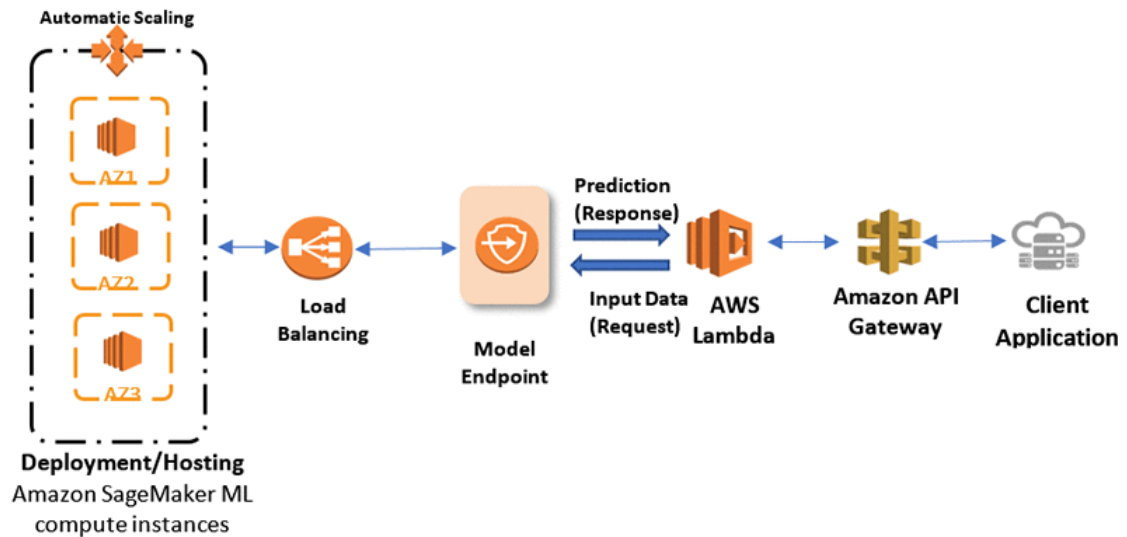 Automatic Scaling
AZ1
AZ2
AZ3
Deployment/Hosting
Amazon SageMaker ML
compute instances
Load
Balancing
Model
Endpoint
Prediction
(Response)
Input Data
(Request)
AWS
Lambda
Amazon API
Gateway
Client
Application